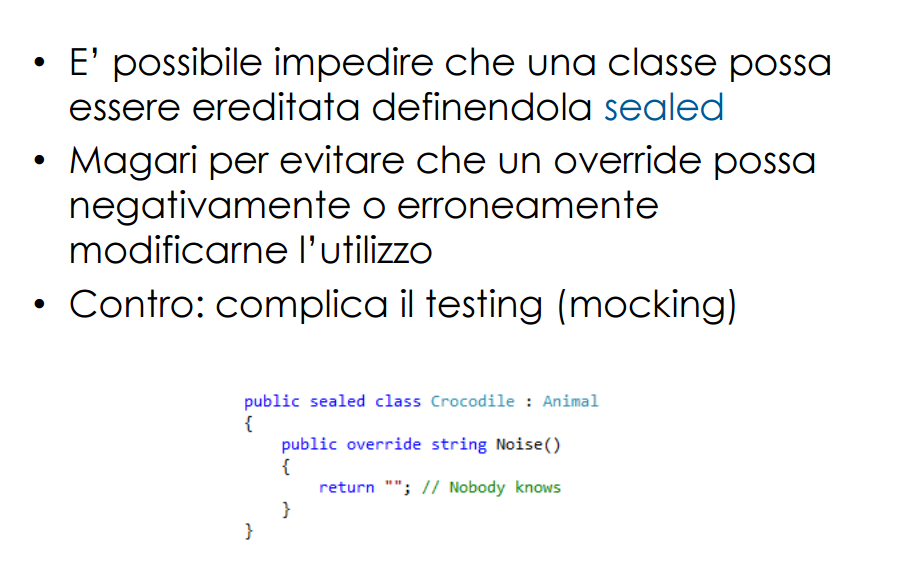 • E’ possibile impedire che una classe possa
essere ereditata definendola sealed
• Magari per evitare che un override possa
negativamente o erroneamente
modificarne l’utilizzo
• Contro: complica il testing (mocking)
public sealed class Crocodile : Animal
{
    public override string Noise()
    {
        return ""; // Nobody knows
    }
}